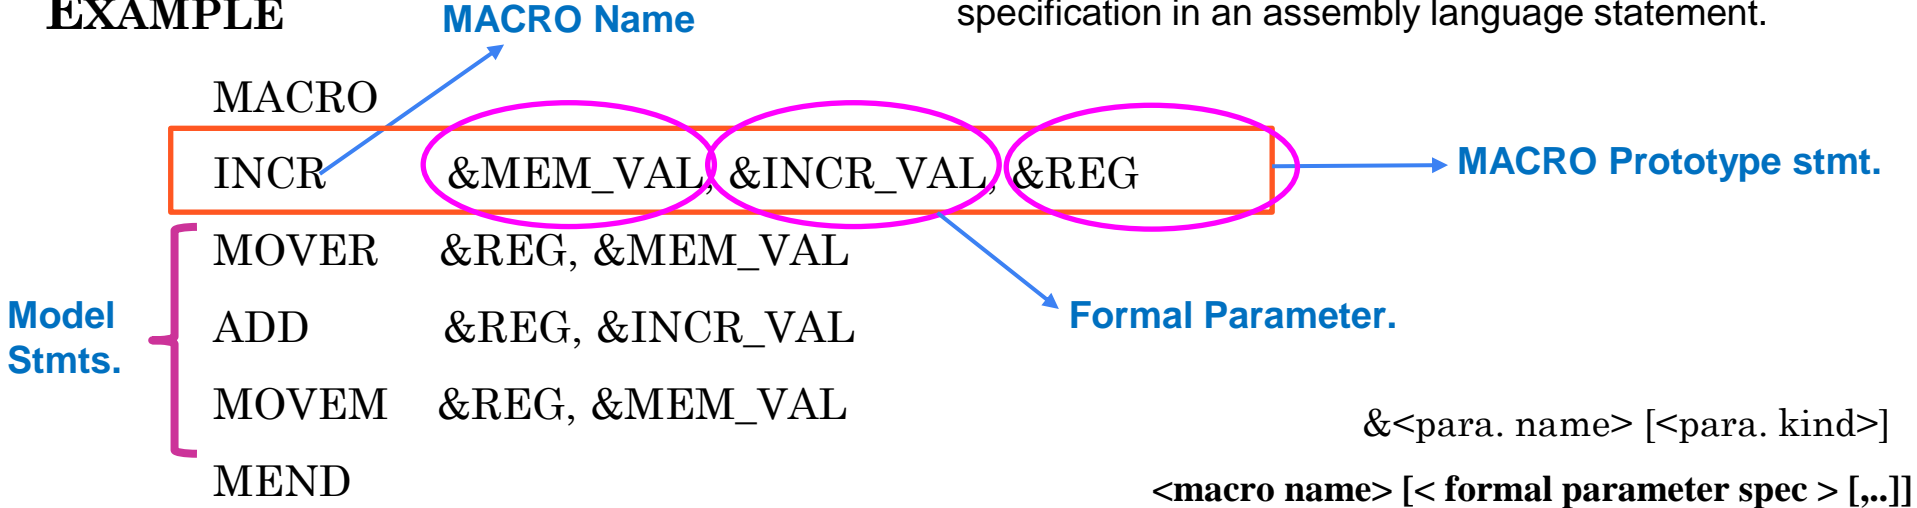 EXAMPLE
MACRO Name
specification in an assembly language statement.
MACRO
INCR &MEM_VAL, &INCR_VAL, &REG
MACRO Prototype stmt.
MOVER &REG, &MEM_VAL
Model
Stmts.
ADD &REG, &INCR_VAL
Formal Parameter.
MOVEM &REG, &MEM_VAL
&<para. name> [<para. kind>]
MEND
<macro name> [< formal parameter spec > [,..]]